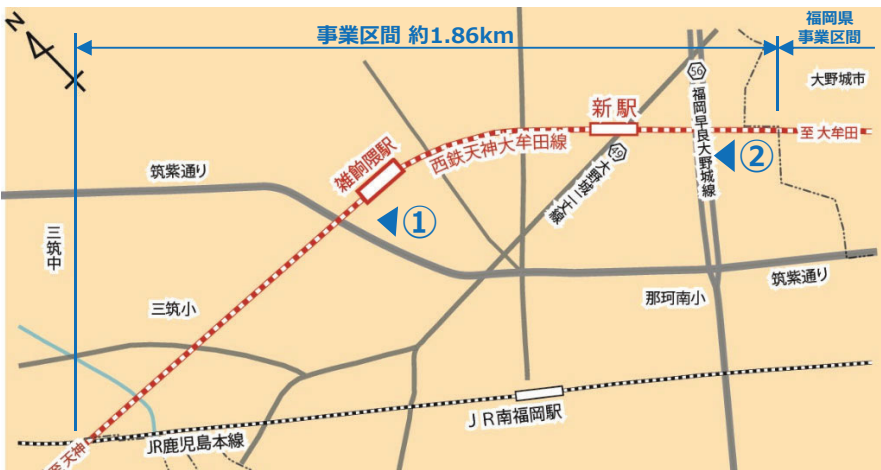 N
事業区間 約1.86km
福岡県
事業区間
56
福岡早良大野城線
大野城市
新駅
至 大牟田
雑餉隈駅
西鉄天神大牟田線
49
大野城二丈線
②
筑紫通り
①
三筑中
筑紫通り
三筑小
那珂南小
JR南福岡駅
JR鹿児島本線
至 天神